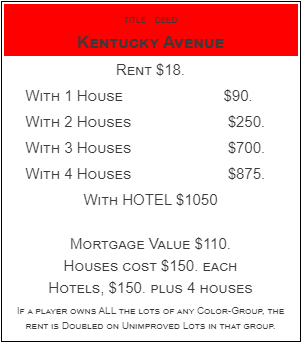 TITLE DEED
KENTUCKY AVENUE
RENT $18.
WITH 1 HOUSE $90.
WITH 2 HOUSES $250.
WITH 3 HOUSES $700.
WITH 4 HOUSES $875.
WITH HOTEL $1050
MORTGAGE VALUE $110.
HOUSES COST $150. EACH
HOTELS, $150. PLUS 4 HOUSES
IF A PLAYER OWNS ALL THE LOTS OF ANY COLOR-GROUP, THE
RENT IS DOUBLED ON UNIMPROVED LOTS IN THAT GROUP.